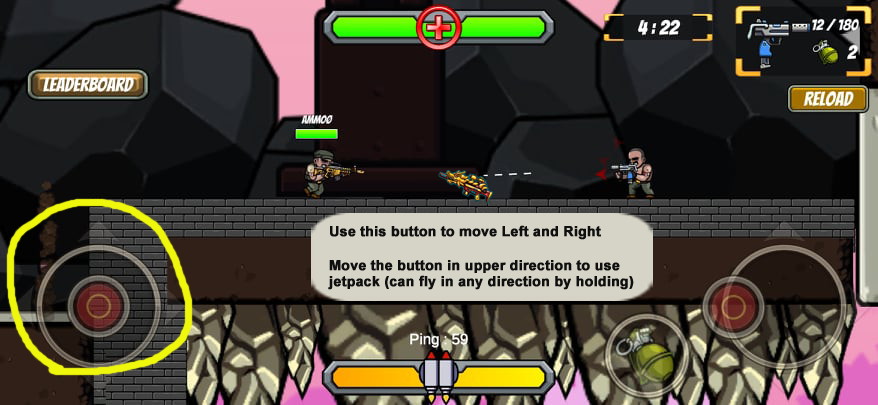 4:22
12 / 180
2
LEADERBOARD
RELOAD
AMMOO
Use this button to move Left and Right
Move the button in upper direction to use
jetpack (can fly in any direction by holding)
Ping : 59